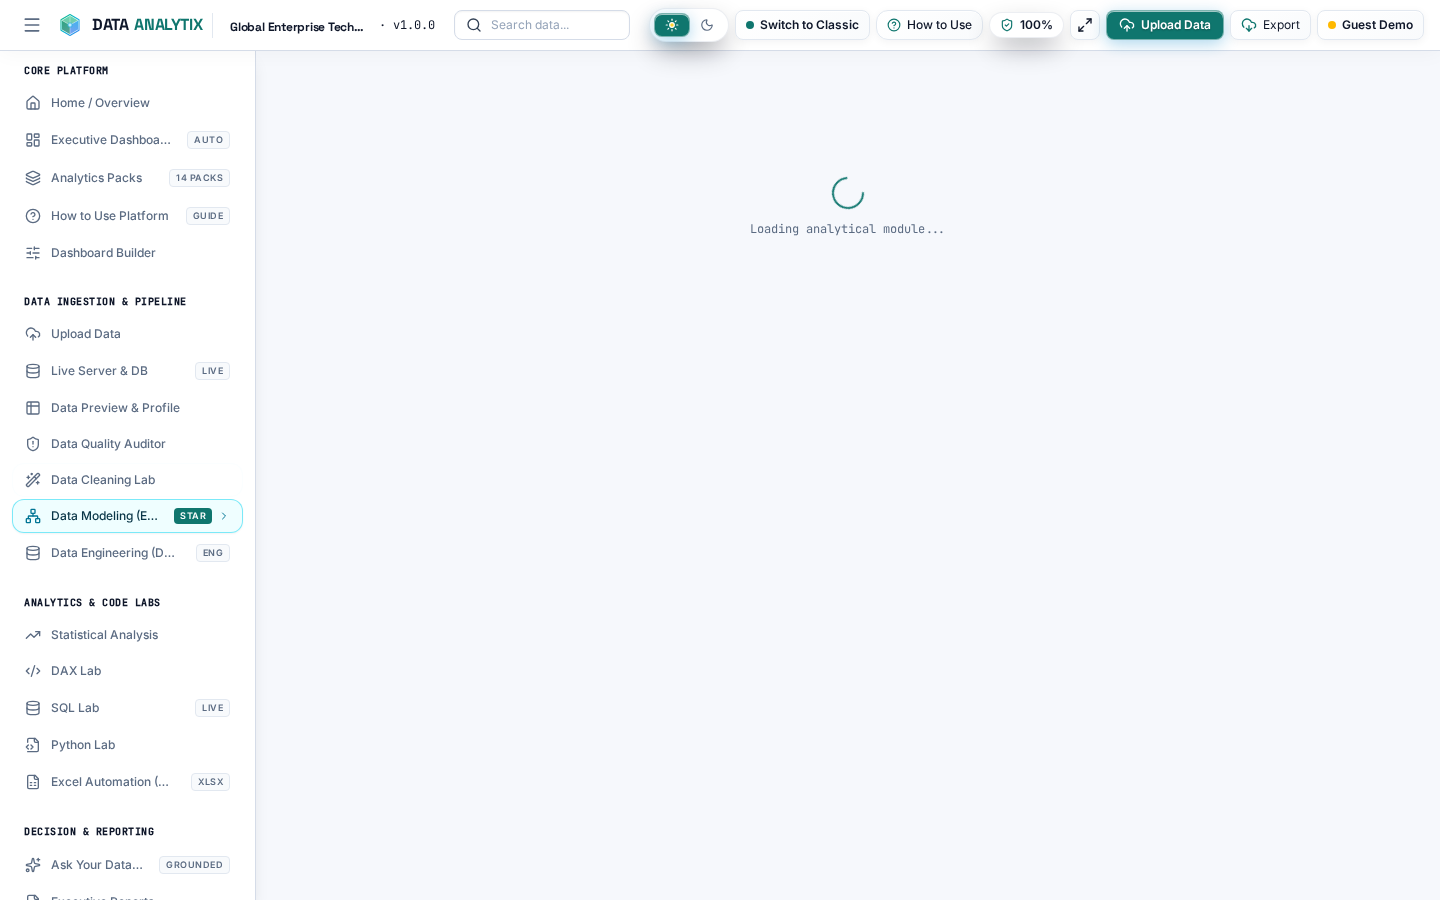 DATA ANALYTIX
Global Enterprise Tech...
· v1.0.0
Search data...
Switch to Classic
How to Use
100%
Upload Data
Export
Guest Demo
CORE PLATFORM
Home / Overview
Executive Dashboa...
AUTO
Analytics Packs
14 PACKS
How to Use Platform
GUIDE
Dashboard Builder
DATA INGESTION & PIPELINE
Upload Data
Live Server & DB
LIVE
Data Preview & Profile
Data Quality Auditor
Data Cleaning Lab
Data Modeling (E...
STAR
Data Engineering (D...
ENG
ANALYTICS & CODE LABS
Statistical Analysis
DAX Lab
SQL Lab
LIVE
Python Lab
Excel Automation (...
XLSX
DECISION & REPORTING
Ask Your Data...
GROUNDED
Loading analytical module...